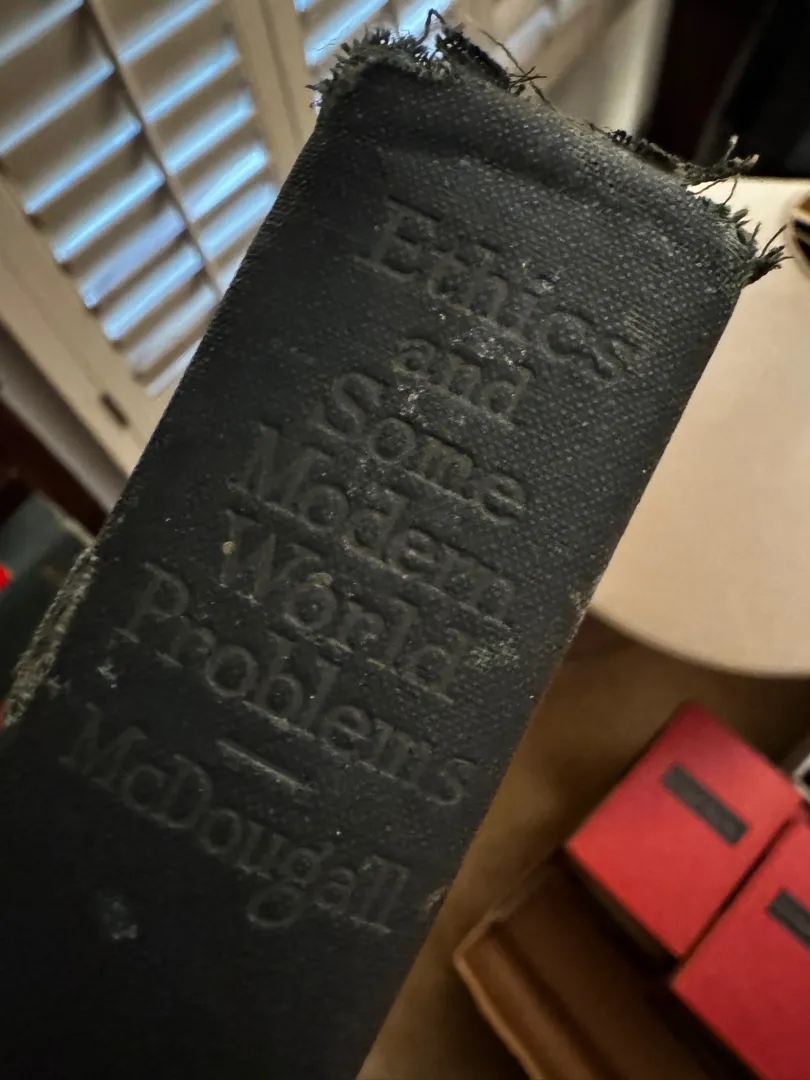 Ethics
and
Some
Modern
World
Problems
—
McDougall